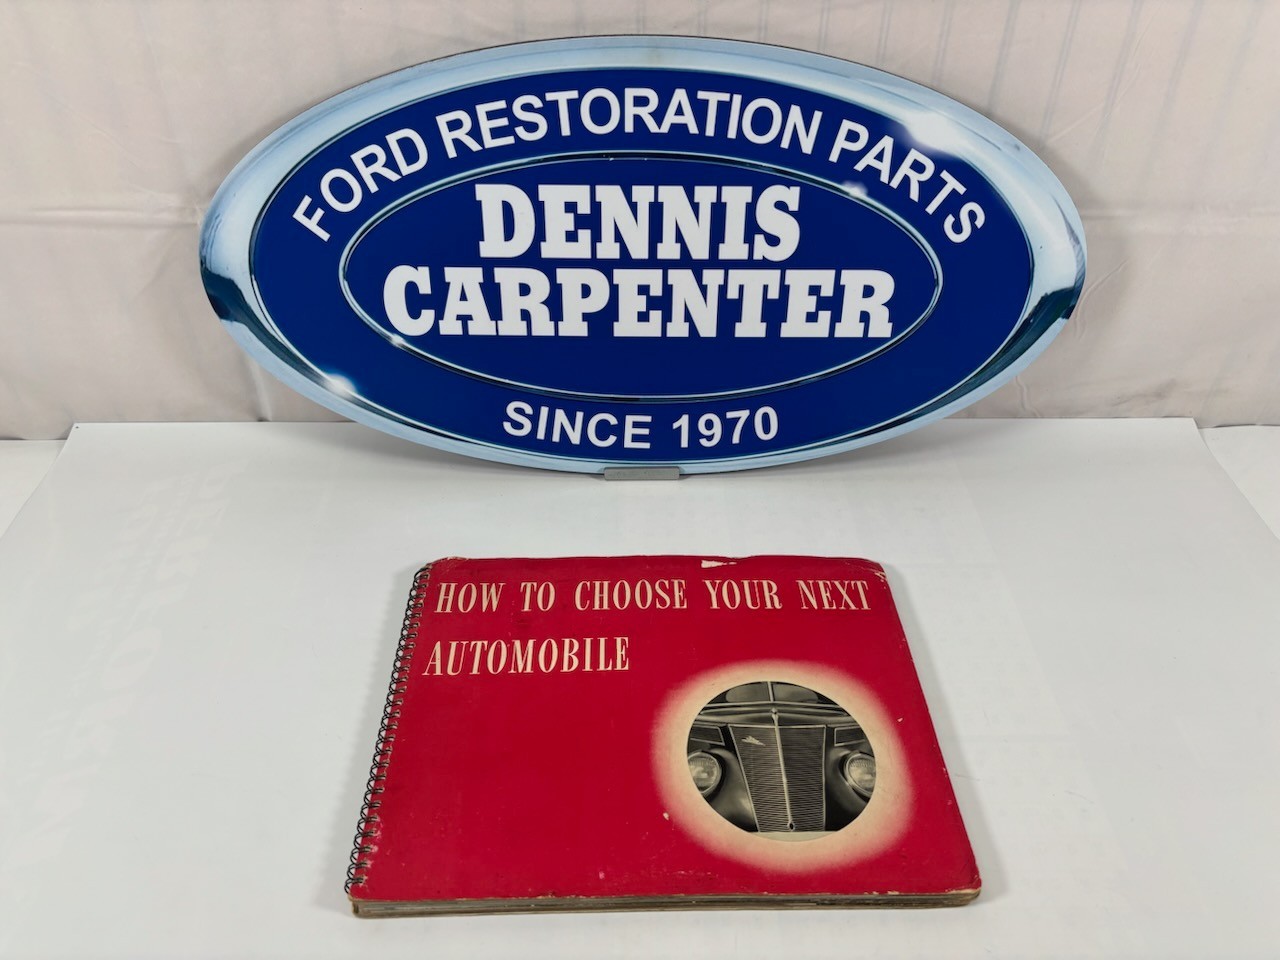 FORD RESTORATION PARTS
DENNIS
CARPENTER
SINCE 1970
HOW TO CHOOSE YOUR NEXT
AUTOMOBILE